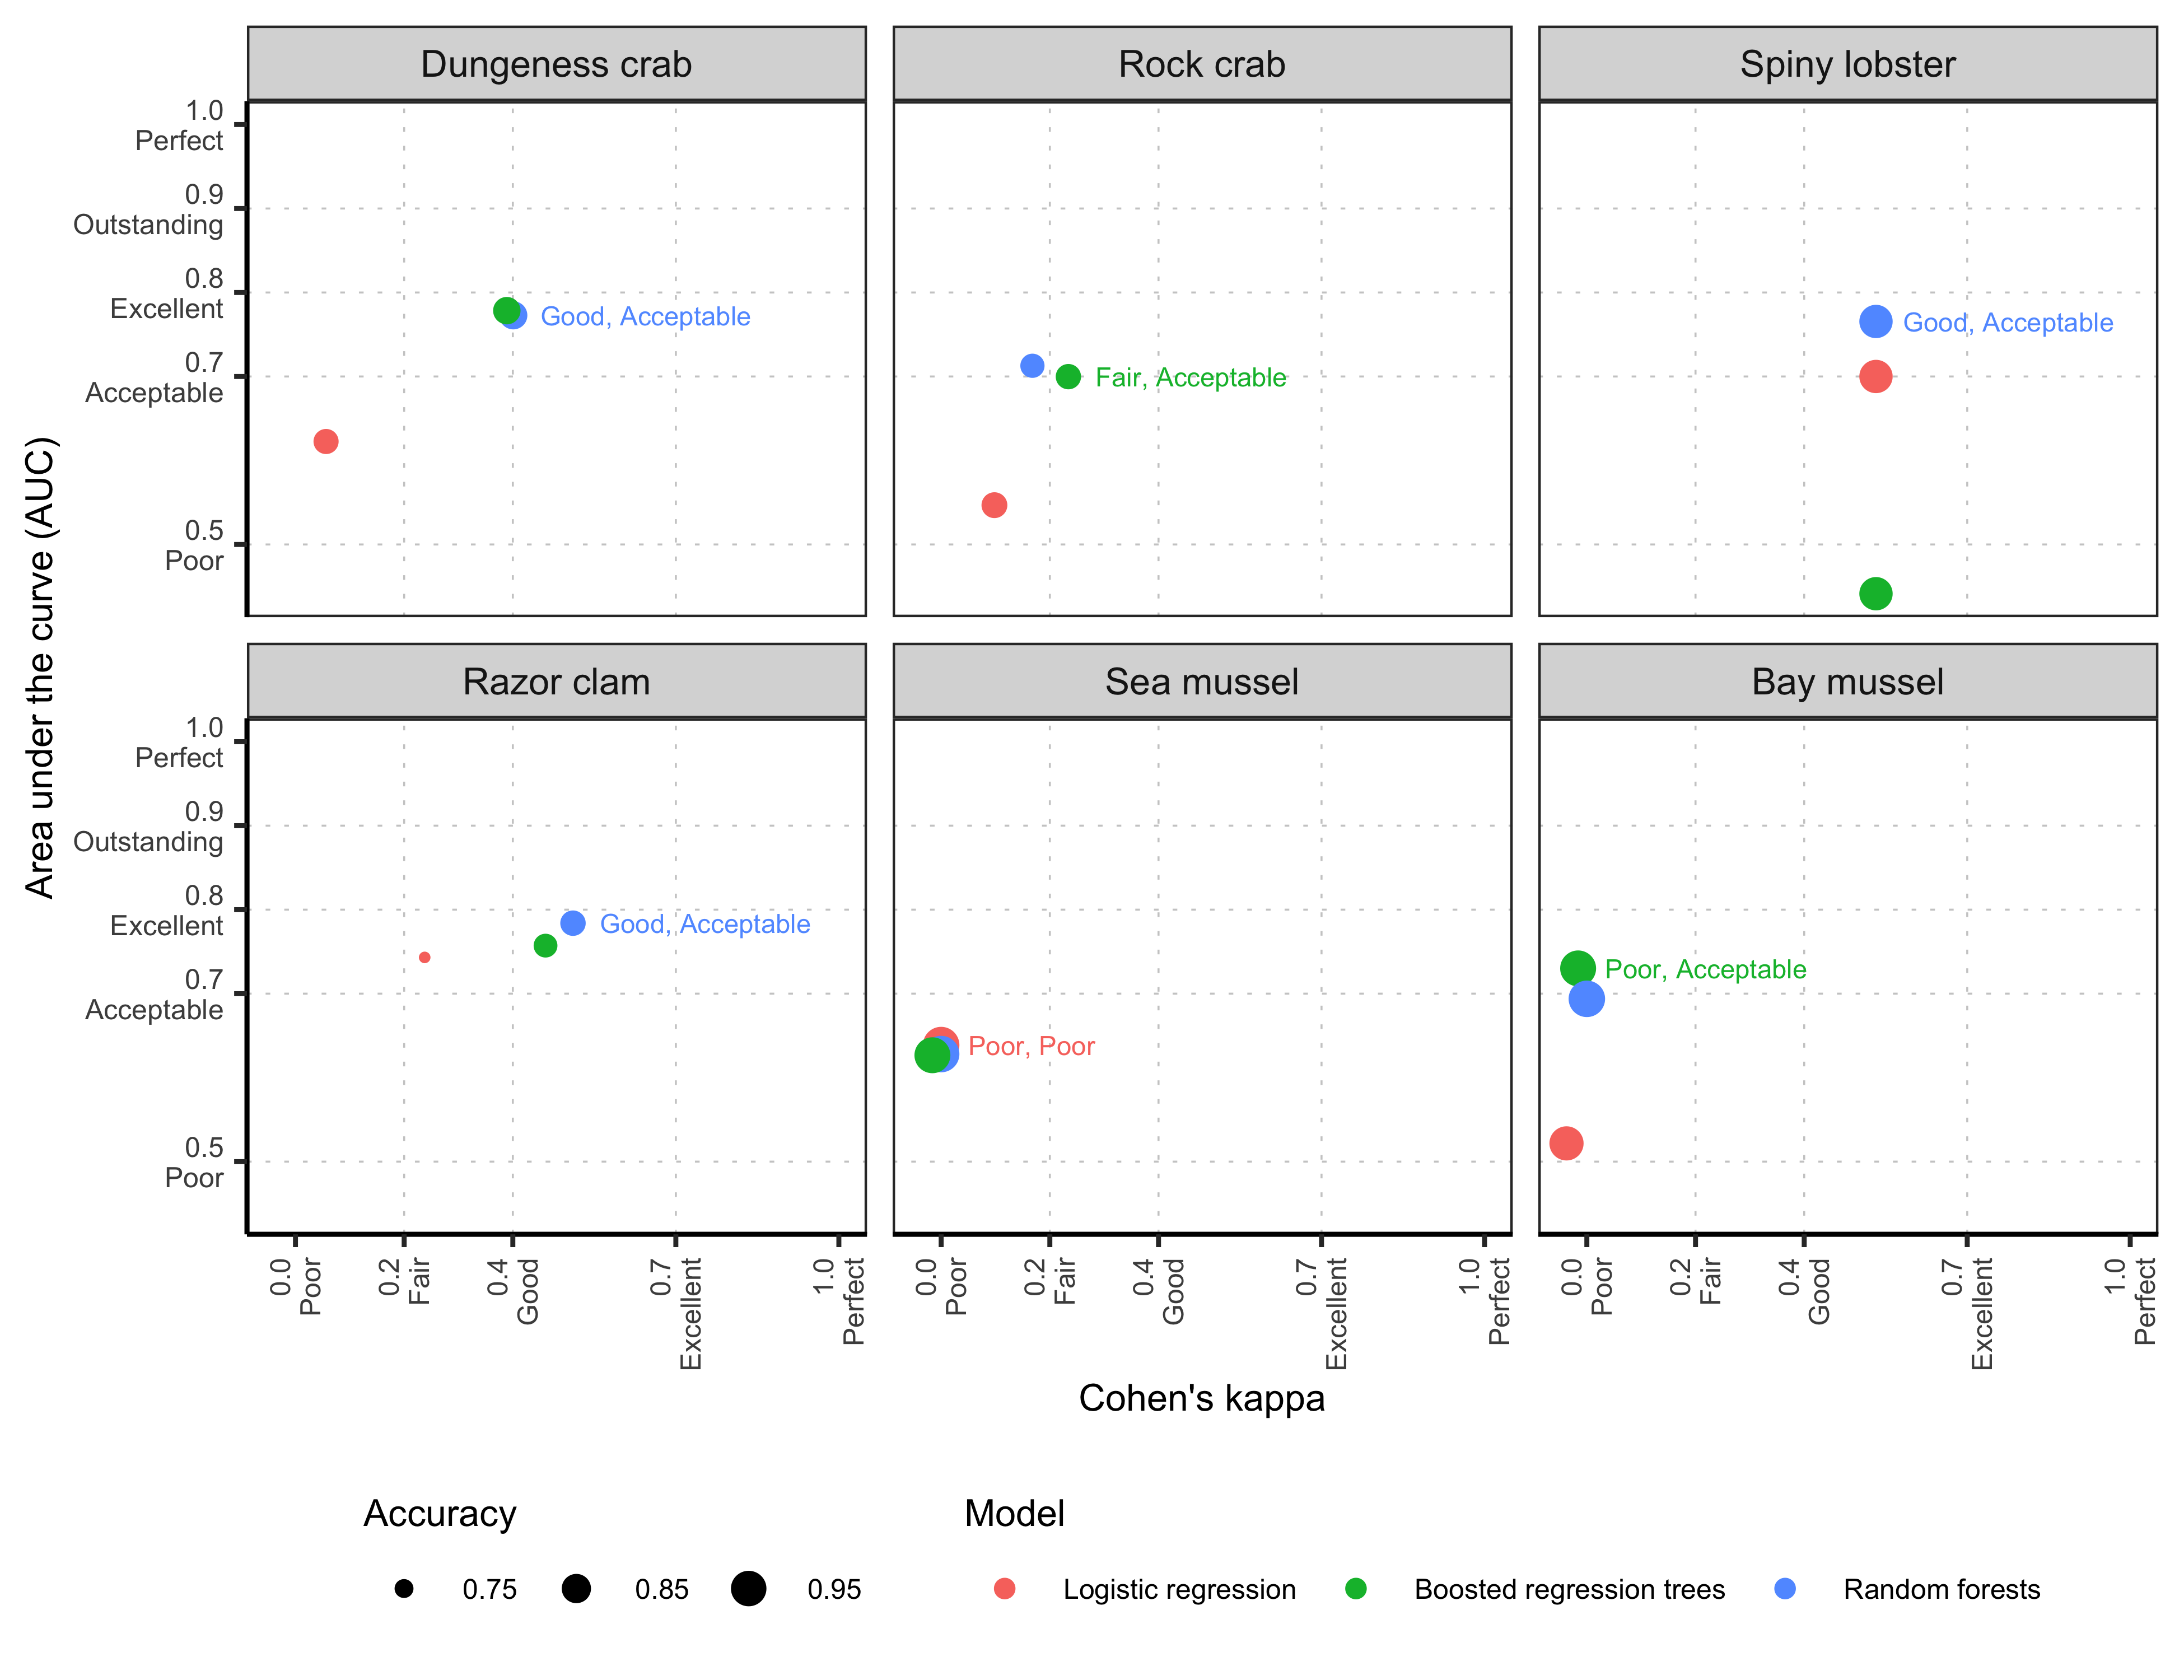 Dungeness crab
Rock crab
Spiny lobster
Area under the curve (AUC)
1.0
Perfect
0.9
Outstanding
0.8
Excellent
0.7
Acceptable
0.5
Poor
Good, Acceptable
Fair, Acceptable
Good, Acceptable
Razor clam
Sea mussel
Bay mussel
1.0
Perfect
0.9
Outstanding
0.8
Excellent
0.7
Acceptable
0.5
Poor
Good, Acceptable
Poor, Poor
Poor, Acceptable
0.0
Poor
0.2
Fair
0.4
Good
0.7
Excellent
1.0
Perfect
0.0
Poor
0.2
Fair
0.4
Good
0.7
Excellent
1.0
Perfect
0.0
Poor
0.2
Fair
0.4
Good
0.7
Excellent
1.0
Perfect
Cohen's kappa
Accuracy
0.75
0.85
0.95
Model
Logistic regression
Boosted regression trees
Random forests